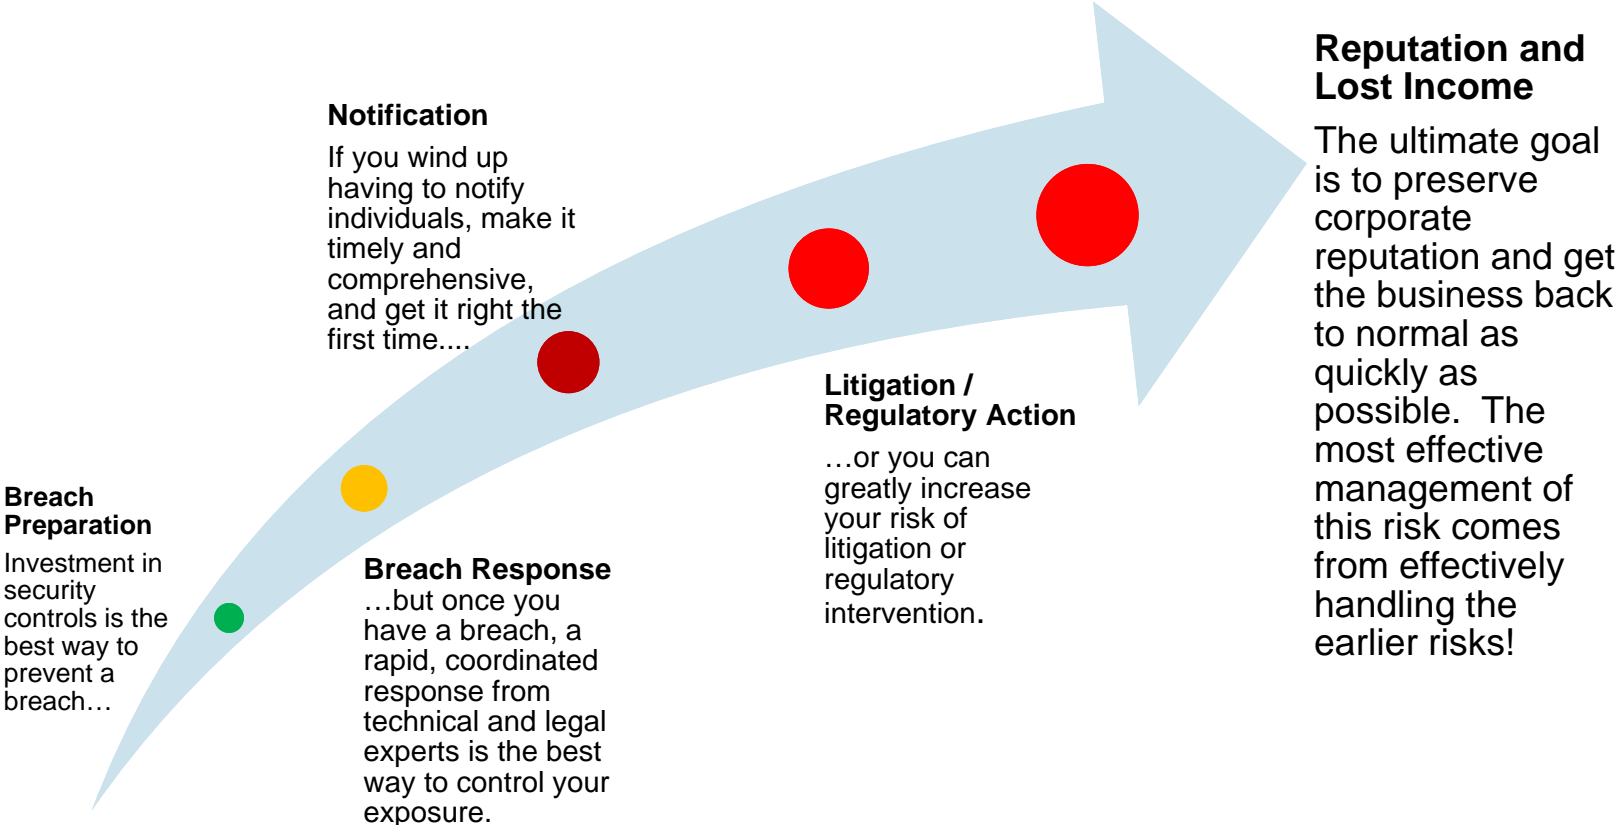 Breach
Preparation
Investment in
security
controls is the
best way to
prevent a
breach…
Breach Response
…but once you
have a breach, a
rapid, coordinated
response from
technical and legal
experts is the best
way to control your
exposure.
Notification
If you wind up
having to notify
individuals, make it
timely and
comprehensive,
and get it right the
first time....
Litigation /
Regulatory Action
…or you can
greatly increase
your risk of
litigation or
regulatory
intervention.
Reputation and
Lost Income
The ultimate goal
is to preserve
corporate
reputation and get
the business back
to normal as
quickly as
possible.  The
most effective
management of
this risk comes
from effectively
handling the
earlier risks!